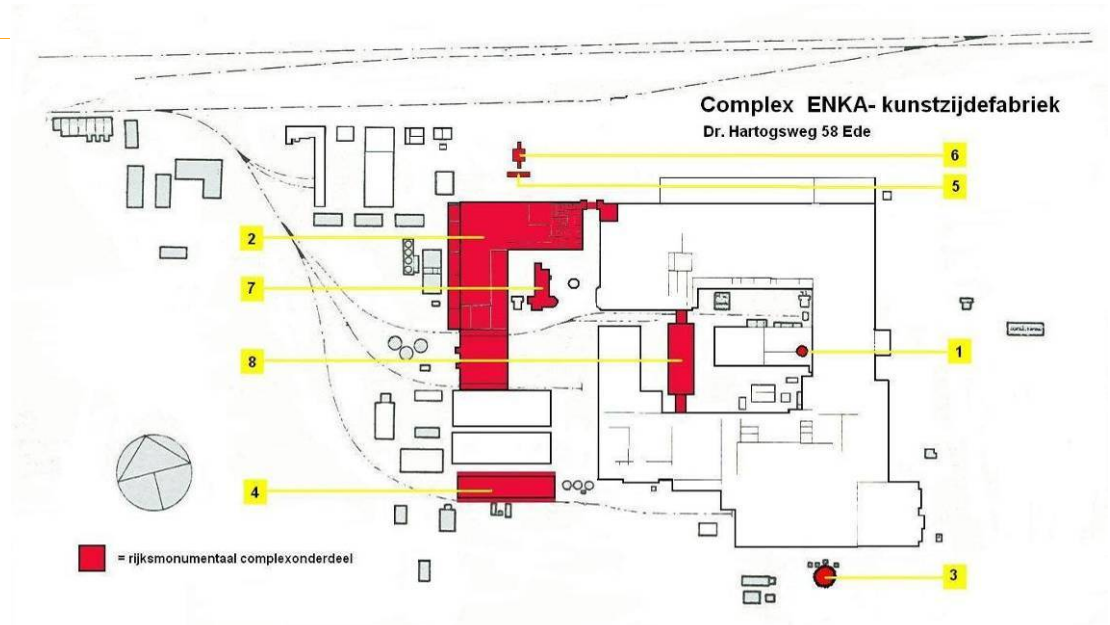 Complex ENKA- kunstzijdefabriek
Dr. Hartogsweg 58 Ede
6
5
2
7
1
8
4
= rijksmonumentaal complexonderdeel
3